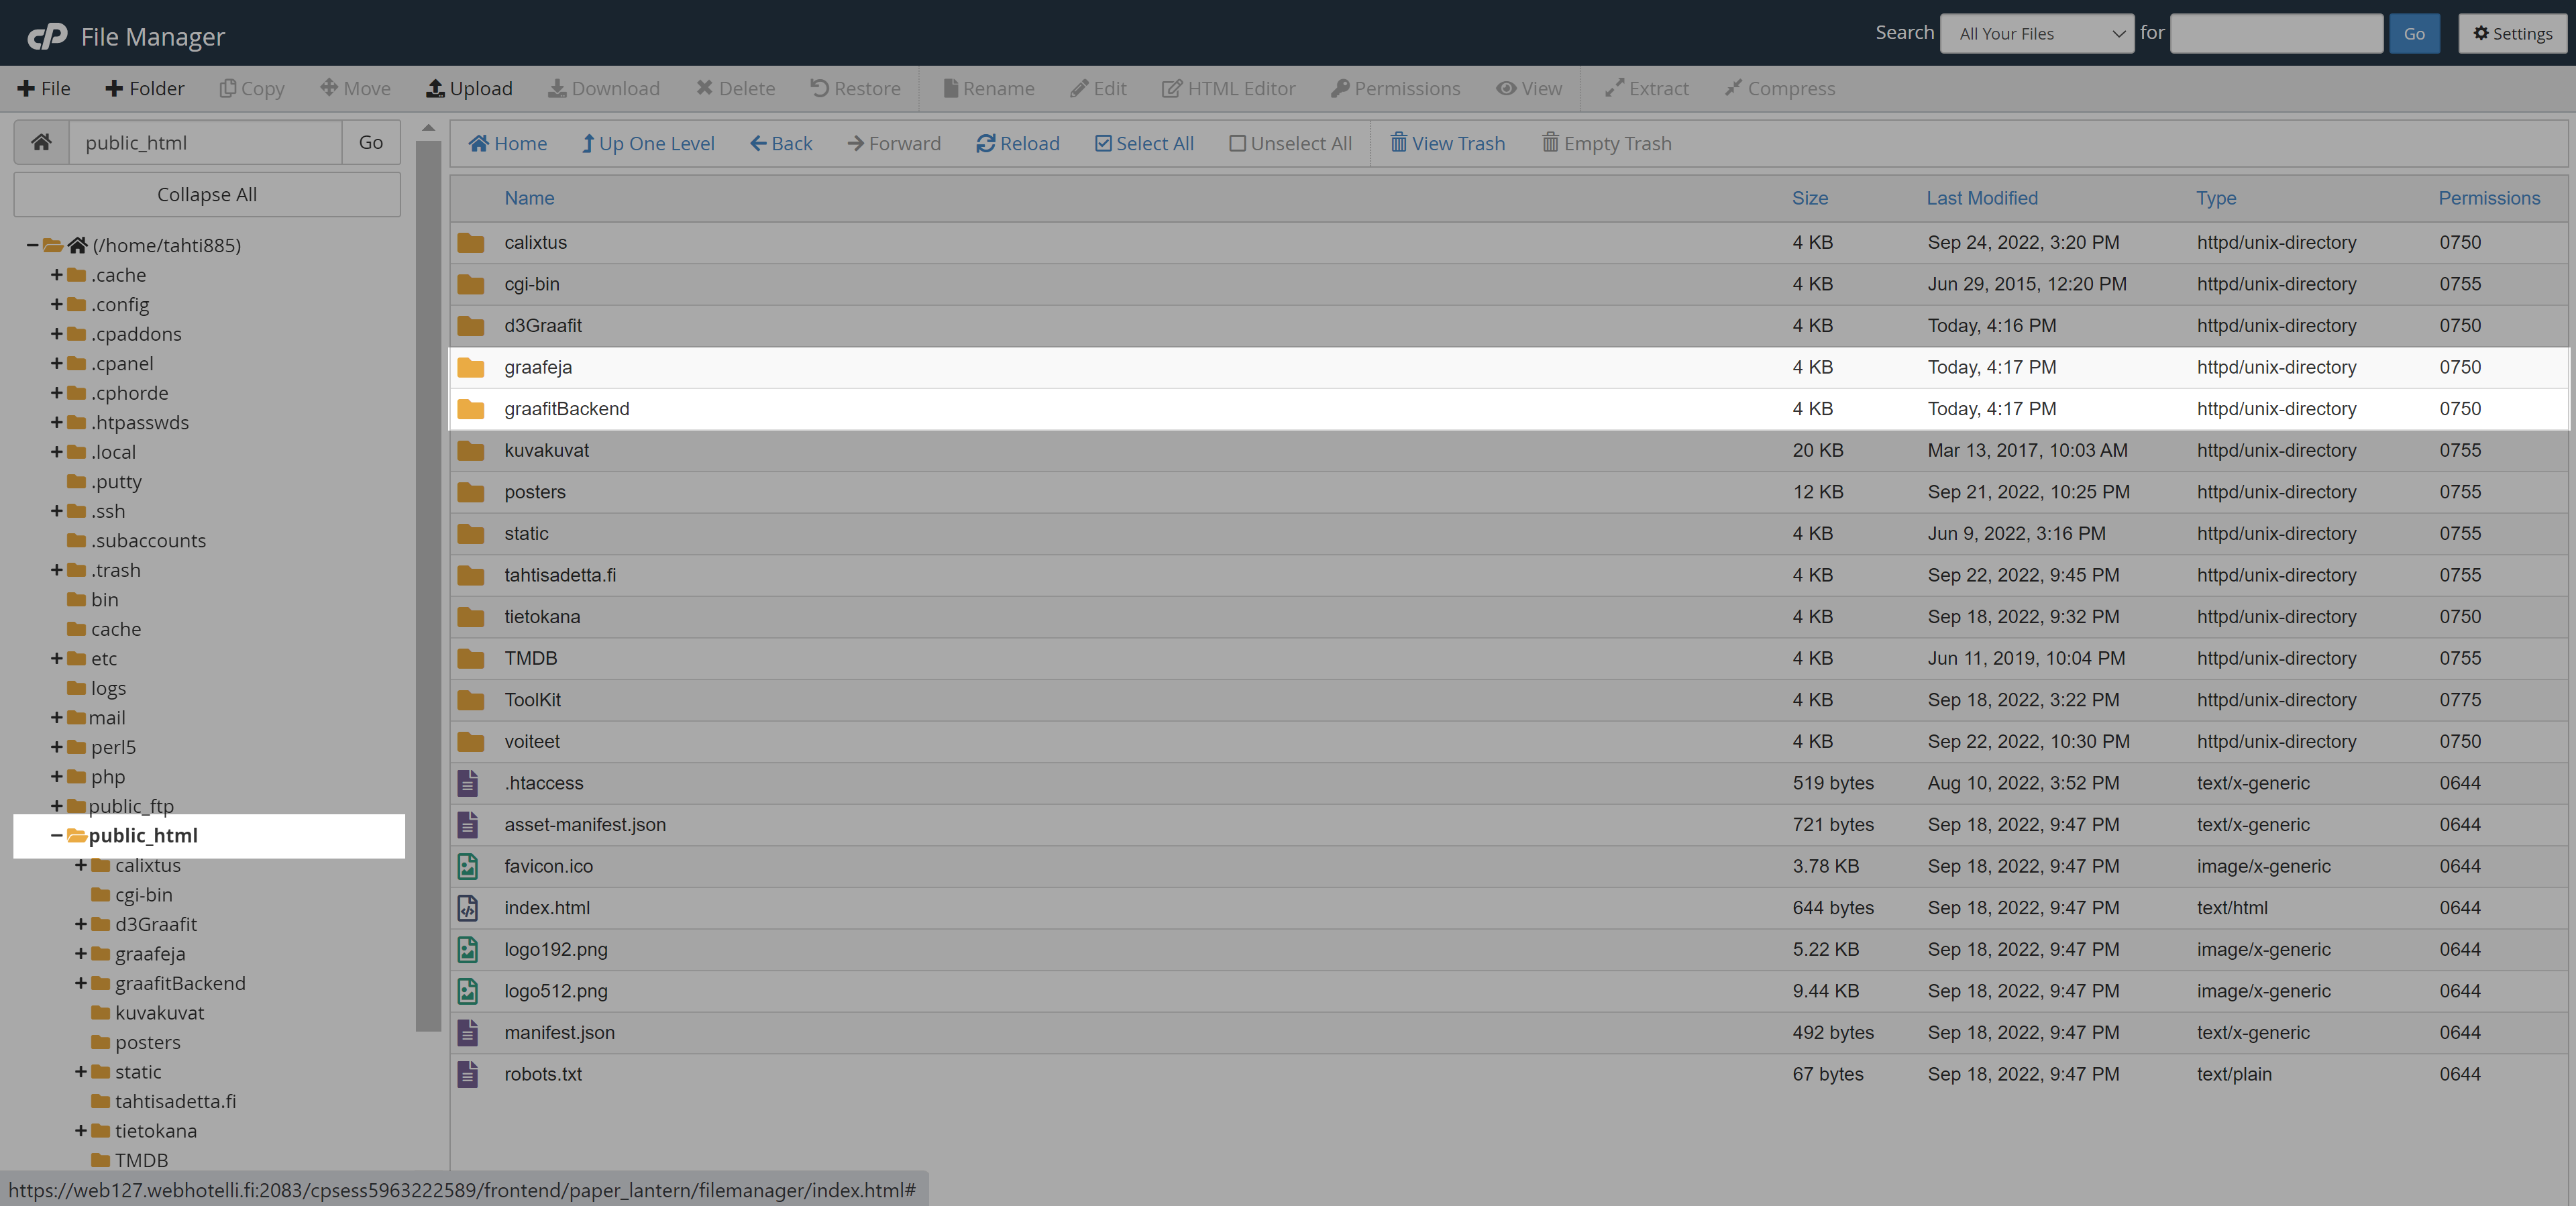 cP File Manager
Search All Your Files for Go Settings
File Folder Copy Move Upload Download Delete Restore Rename Edit HTML Editor Permissions View Extract Compress
public_html Go
Collapse All
(/home/tahti885)
.cache
.config
.cpaddons
.cpanel
.cphorde
.htpasswds
.local
.putty
.ssh
.subaccounts
.trash
bin
cache
etc
logs
mail
perl5
php
public_ftp
public_html
calixtus
cgi-bin
d3Graafit
graafeja
graafitBackend
kuvakuvat
posters
static
tahtisadetta.fi
tietokana
TMDB
Home Up One Level Back Forward Reload Select All Unselect All View Trash Empty Trash
Name Size Last Modified Type Permissions
calixtus 4 KB Sep 24, 2022, 3:20 PM httpd/unix-directory 0750
cgi-bin 4 KB Jun 29, 2015, 12:20 PM httpd/unix-directory 0755
d3Graafit 4 KB Today, 4:16 PM httpd/unix-directory 0750
graafeja 4 KB Today, 4:17 PM httpd/unix-directory 0750
graafitBackend 4 KB Today, 4:17 PM httpd/unix-directory 0750
kuvakuvat 20 KB Mar 13, 2017, 10:03 AM httpd/unix-directory 0755
posters 12 KB Sep 21, 2022, 10:25 PM httpd/unix-directory 0755
static 4 KB Jun 9, 2022, 3:16 PM httpd/unix-directory 0755
tahtisadetta.fi 4 KB Sep 22, 2022, 9:45 PM httpd/unix-directory 0755
tietokana 4 KB Sep 18, 2022, 9:32 PM httpd/unix-directory 0750
TMDB 4 KB Jun 11, 2019, 10:04 PM httpd/unix-directory 0755
ToolKit 4 KB Sep 18, 2022, 3:22 PM httpd/unix-directory 0775
voiteet 4 KB Sep 22, 2022, 10:30 PM httpd/unix-directory 0750
.htaccess 519 bytes Aug 10, 2022, 3:52 PM text/x-generic 0644
asset-manifest.json 721 bytes Sep 18, 2022, 9:47 PM text/x-generic 0644
favicon.ico 3.78 KB Sep 18, 2022, 9:47 PM image/x-generic 0644
index.html 644 bytes Sep 18, 2022, 9:47 PM text/html 0644
logo192.png 5.22 KB Sep 18, 2022, 9:47 PM image/x-generic 0644
logo512.png 9.44 KB Sep 18, 2022, 9:47 PM image/x-generic 0644
manifest.json 492 bytes Sep 18, 2022, 9:47 PM text/x-generic 0644
robots.txt 67 bytes Sep 18, 2022, 9:47 PM text/plain 0644
https://web127.webhotelli.fi:2083/cpsess5963222589/frontend/paper_lantern/filemanager/index.html#